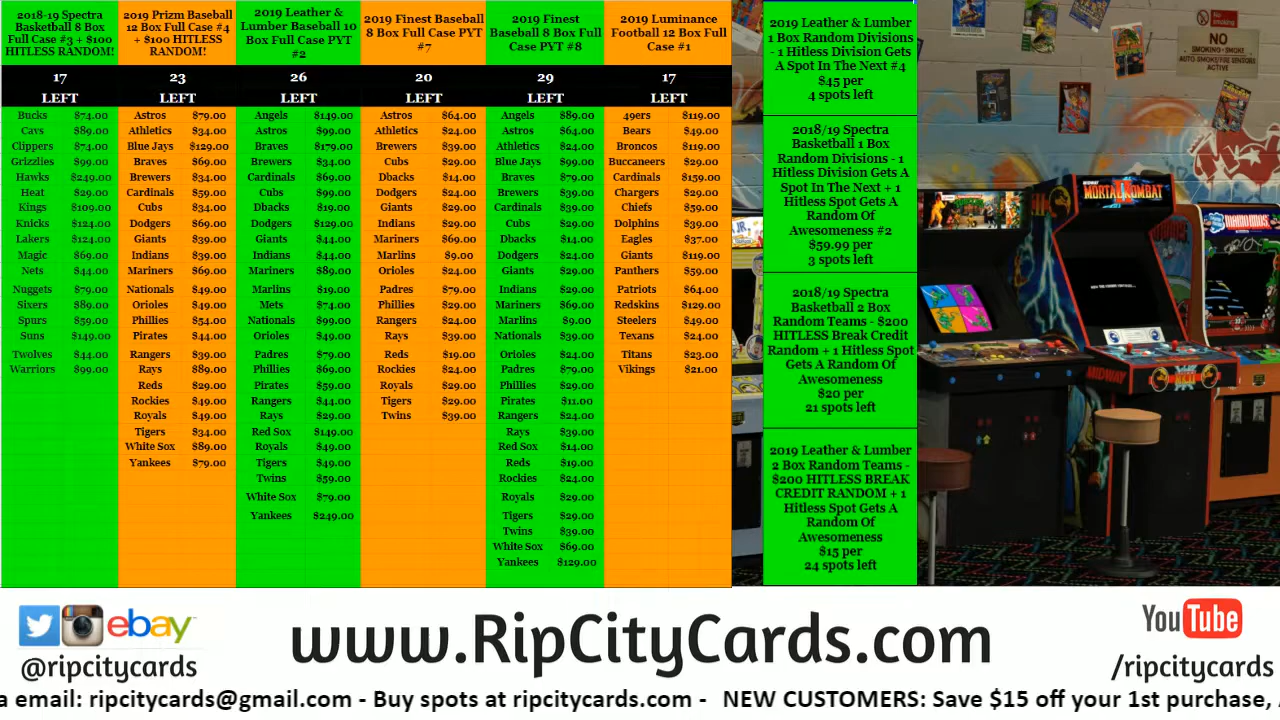 2018-19 Spectra
Basketball 8 Box
Full Case #3 + $100
HITLESS RANDOM!
17
LEFT
Bucks $74.00
Cavs $89.00
Clippers $74.00
Grizzlies $99.00
Hawks $249.00
Heat $29.00
Kings $109.00
Knicks $124.00
Lakers $124.00
Magic $69.00
Nets $44.00
Nuggets $79.00
Sixers $89.00
Spurs $59.00
Suns $149.00
Twolves $44.00
Warriors $99.00
2019 Prizm Baseball
12 Box Full Case #4
+ $100 HITLESS
RANDOM!
23
LEFT
Astros $79.00
Athletics $34.00
Blue Jays $129.00
Braves $69.00
Brewers $34.00
Cardinals $59.00
Cubs $34.00
Dodgers $69.00
Giants $39.00
Indians $39.00
Mariners $69.00
Nationals $49.00
Orioles $49.00
Phillies $54.00
Pirates $44.00
Rangers $39.00
Rays $89.00
Reds $29.00
Rockies $49.00
Royals $49.00
Tigers $34.00
White Sox $89.00
Yankees $79.00
2019 Leather &
Lumber Baseball 10
Box Full Case PYT
#2
26
LEFT
Angels $149.00
Astros $99.00
Braves $179.00
Brewers $34.00
Cardinals $69.00
Cubs $99.00
Dbacks $19.00
Dodgers $129.00
Giants $44.00
Indians $44.00
Mariners $89.00
Marlins $19.00
Mets $74.00
Nationals $99.00
Orioles $49.00
Padres $79.00
Phillies $69.00
Pirates $59.00
Rangers $44.00
Rays $29.00
Red Sox $149.00
Royals $49.00
Tigers $49.00
Twins $59.00
White Sox $79.00
Yankees $249.00
2019 Finest Baseball
8 Box Full Case PYT
#7
20
LEFT
Astros $64.00
Athletics $24.00
Brewers $39.00
Cubs $29.00
Dbacks $14.00
Dodgers $24.00
Giants $29.00
Indians $29.00
Mariners $69.00
Marlins $9.00
Orioles $24.00
Padres $79.00
Phillies $29.00
Rangers $24.00
Rays $39.00
Reds $19.00
Rockies $24.00
Royals $29.00
Tigers $29.00
Twins $39.00
2019 Finest
Baseball 8 Box Full
Case PYT #8
29
LEFT
Angels $89.00
Astros $64.00
Athletics $24.00
Blue Jays $99.00
Braves $79.00
Brewers $39.00
Cardinals $39.00
Cubs $29.00
Dbacks $14.00
Dodgers $24.00
Giants $29.00
Indians $29.00
Mariners $69.00
Marlins $9.00
Nationals $39.00
Orioles $24.00
Padres $79.00
Phillies $29.00
Pirates $11.00
Rangers $24.00
Rays $39.00
Red Sox $14.00
Reds $19.00
Rockies $24.00
Royals $29.00
Tigers $29.00
Twins $39.00
White Sox $69.00
Yankees $129.00
2019 Luminance
Football 12 Box Full
Case #1
17
LEFT
49ers $119.00
Bears $49.00
Broncos $119.00
Buccaneers $29.00
Cardinals $159.00
Chargers $29.00
Chiefs $59.00
Dolphins $39.00
Eagles $37.00
Giants $119.00
Panthers $59.00
Patriots $64.00
Redskins $129.00
Steelers $49.00
Texans $24.00
Titans $23.00
Vikings $21.00
2019 Leather & Lumber
1 Box Random Divisions
- 1 Hitless Division Gets
A Spot In The Next #4
$45 per
4 spots left
2018/19 Spectra
Basketball 1 Box
Random Divisions - 1
Hitless Division Gets A
Spot In The Next + 1
Hitless Spot Gets A
Random Of
Awesomeness #2
$59.99 per
3 spots left
2018/19 Spectra
Basketball 2 Box
Random Teams - $200
HITLESS Break Credit
Random + 1 Hitless Spot
Gets A Random Of
Awesomeness
$20 per
21 spots left
2019 Leather & Lumber
2 Box Random Teams -
$200 HITLESS BREAK
CREDIT RANDOM + 1
Hitless Spot Gets A
Random Of
Awesomeness
$15 per
24 spots left
No smoking
NO
SMOKING - SMOKE
AUTO SMOKE/FIRE SENSORS
ACTIVE
MORTAL KOMBAT
MARIO BROS.
JR.
MIDWAY
ebay
@ripcitycards
www.RipCityCards.com
YouTube
/ripcitycards
a email: ripcitycards@gmail.com - Buy spots at ripcitycards.com - NEW CUSTOMERS: Save $15 off your 1st purchase,